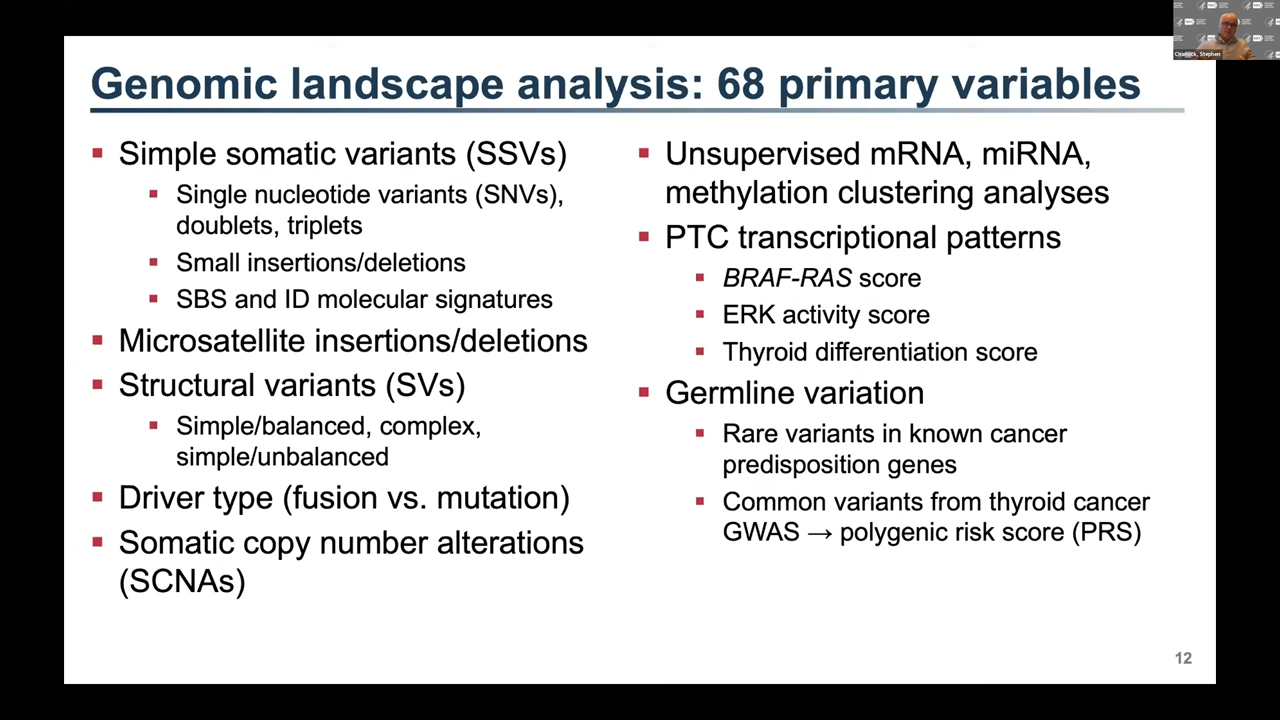 Genomic landscape analysis: 68 primary variables
Simple somatic variants (SSVs)
Single nucleotide variants (SNVs),
doublets, triplets
Small insertions/deletions
SBS and ID molecular signatures
Microsatellite insertions/deletions
Structural variants (SVs)
Simple/balanced, complex,
simple/unbalanced
Driver type (fusion vs. mutation)
Somatic copy number alterations
(SCNAs)
Unsupervised mRNA, miRNA,
methylation clustering analyses
PTC transcriptional patterns
BRAF-RAS score
ERK activity score
Thyroid differentiation score
Germline variation
Rare variants in known cancer
predisposition genes
Common variants from thyroid cancer
GWAS → polygenic risk score (PRS)
12